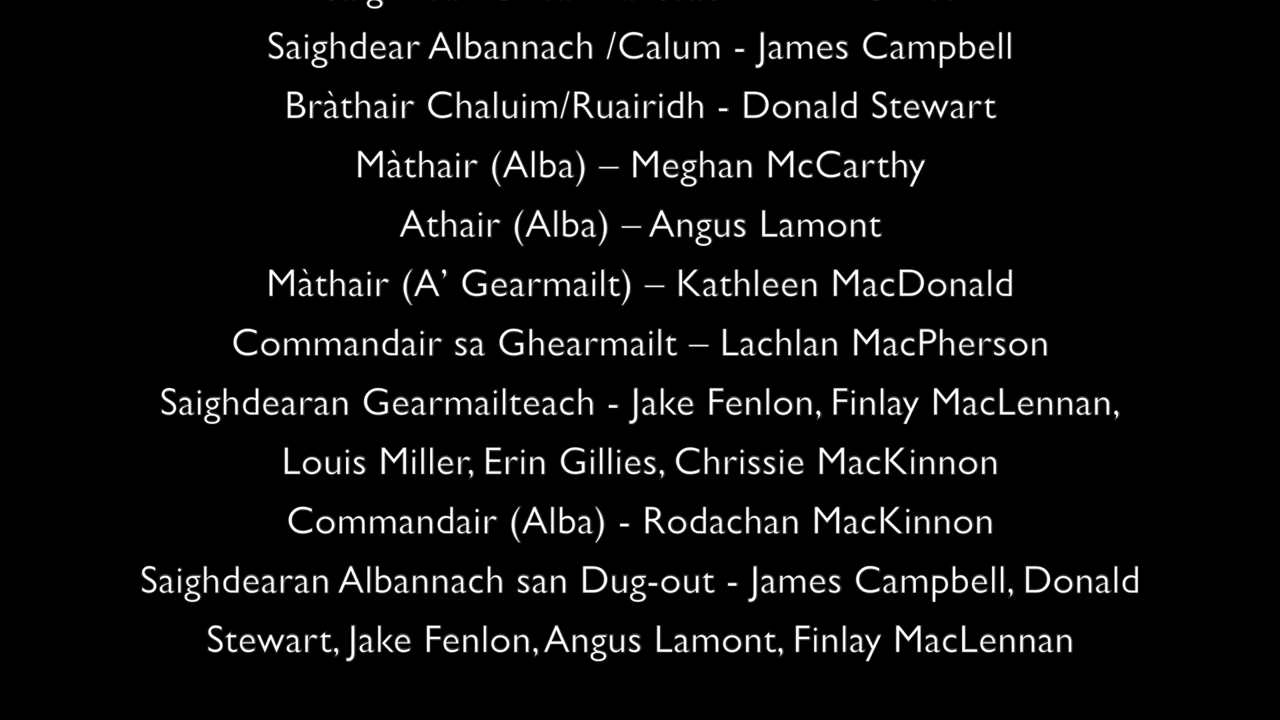 Saighdear Albannach /Calum - James Campbell
Bràthair Chaluim/Ruairidh - Donald Stewart
Màthair (Alba) – Meghan McCarthy
Athair (Alba) – Angus Lamont
Màthair (A’ Gearmailt) – Kathleen MacDonald
Commandair sa Ghearmailt – Lachlan MacPherson
Saighdearan Gearmailteach - Jake Fenlon, Finlay MacLennan,
Louis Miller, Erin Gillies, Chrissie MacKinnon
Commandair (Alba) - Rodachan MacKinnon
Saighdearan Albannach san Dug-out - James Campbell, Donald
Stewart, Jake Fenlon, Angus Lamont, Finlay MacLennan